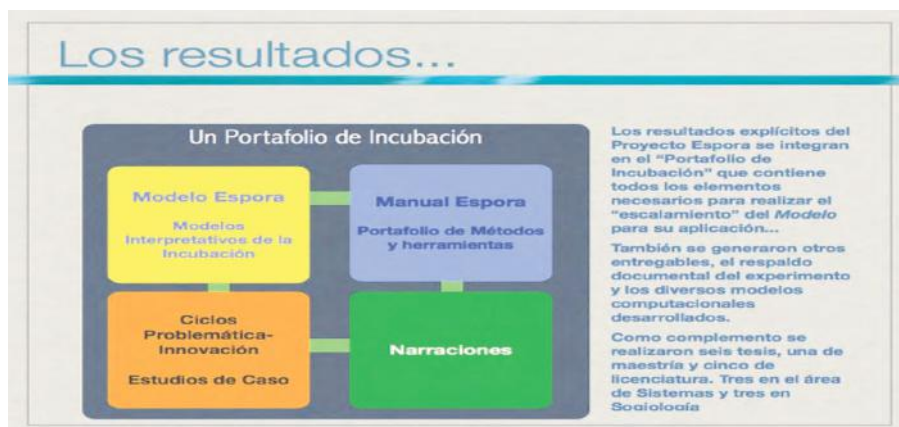 Los resultados...
Un Portafolio de Incubación
Modelo Espora
Modelos
Interpretativos de la
Incubación
Manual Espora
Portafolio de Métodos
y herramientas
Ciclos
Problemática-
Innovación
Estudios de Caso
Narraciones
Los resultados explícitos del
Proyecto Espora se integran
en el “Portafolio de
Incubación” que contiene
todos los elementos
necesarios para realizar el
“escalamiento” del Modelo
para su aplicación...
También se generaron otros
entregables, el respaldo
documental del experimento
y los diversos modelos
computacionales
desarrollados.
Como complemento se
realizaron seis tesis, una de
maestría y cinco de
licenciatura. Tres en el área
de Sistemas y tres en
Sociología